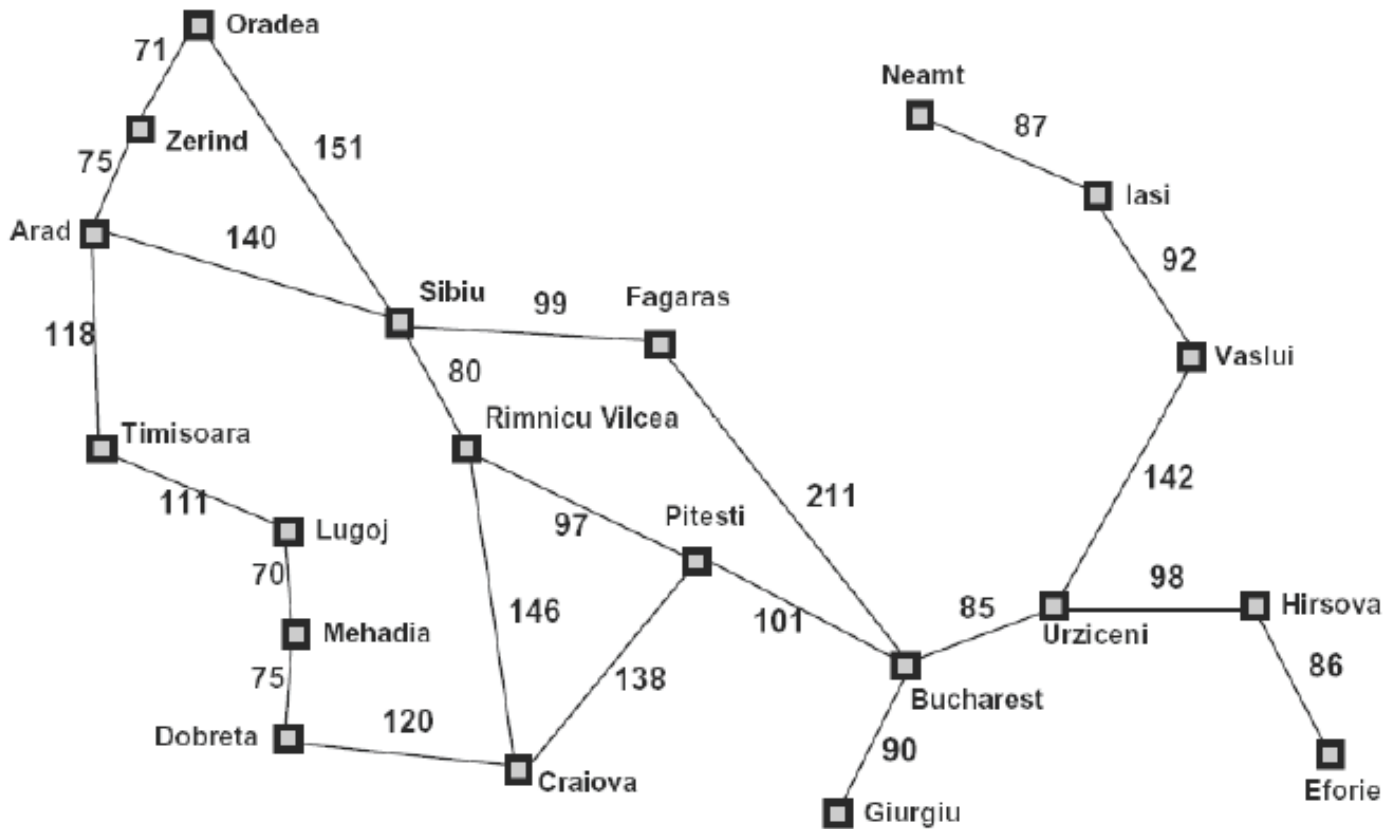 Oradea
71
Neamt
87
Zerind
151
75
Iasi
Arad
140
92
Sibiu
99
Fagaras
118
80
Vaslui
Rimnicu Vilcea
Timisoara
111
211
142
97
Pitesti
Lugoj
70
98
146
101
85
Hirsova
Mehadia
Urziceni
75
138
86
Bucharest
120
Dobreta
90
Craiova
Eforie
Giurgiu